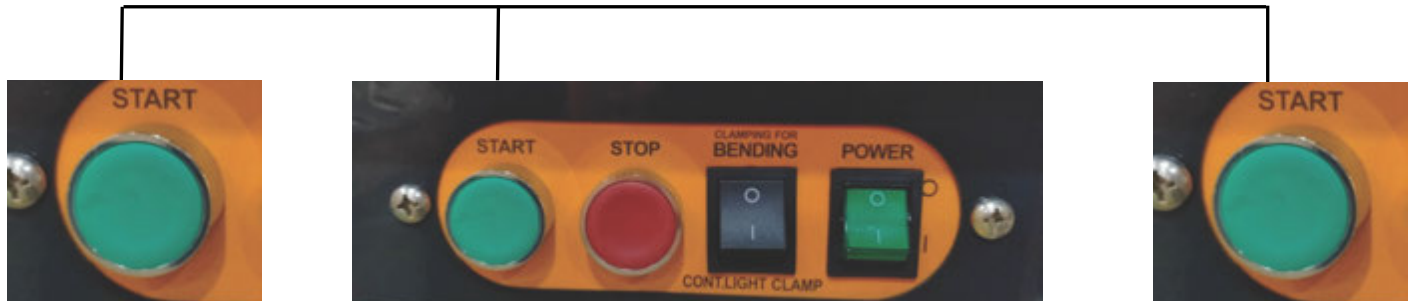 START
START
STOP
CLAMPING FOR
BENDING
POWER
CONT.LIGHT CLAMP
START